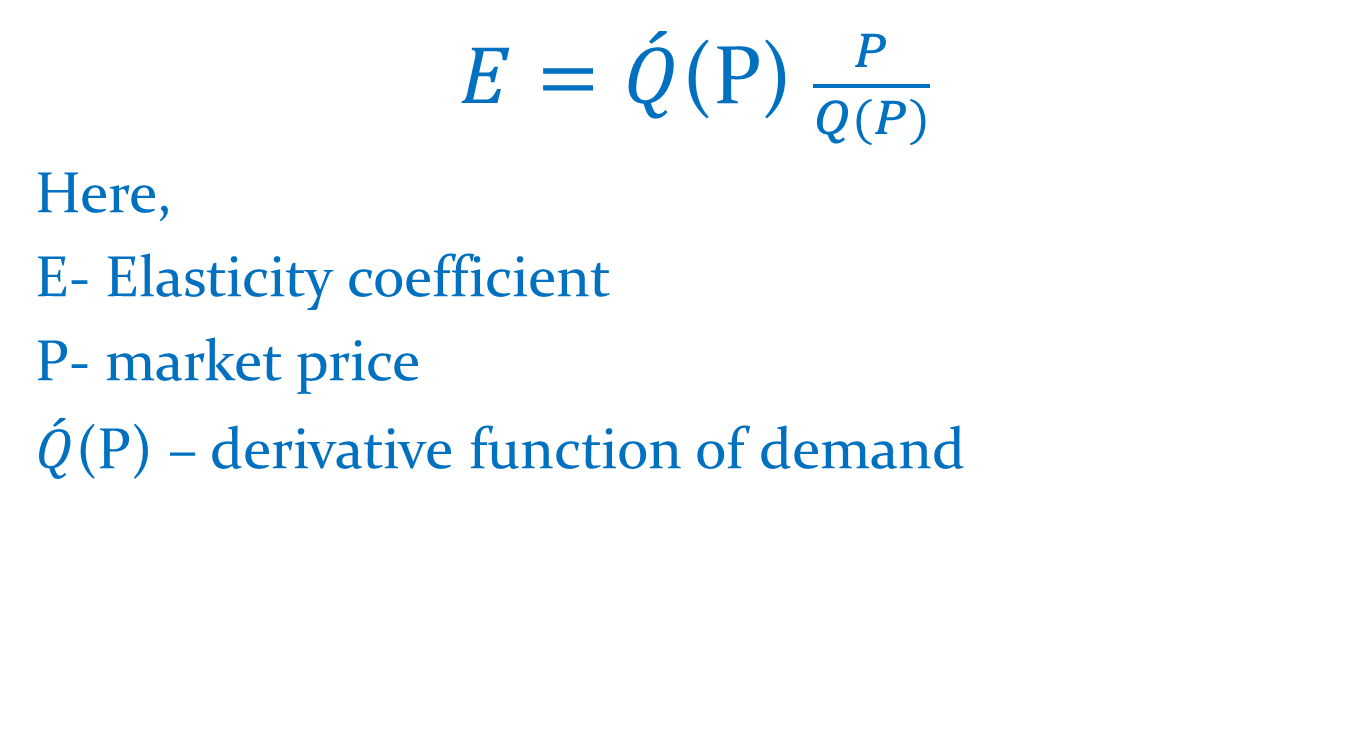 E = Q́(P) P/Q(P)
Here,
E- Elasticity coefficient
P- market price
Q́(P) – derivative function of demand